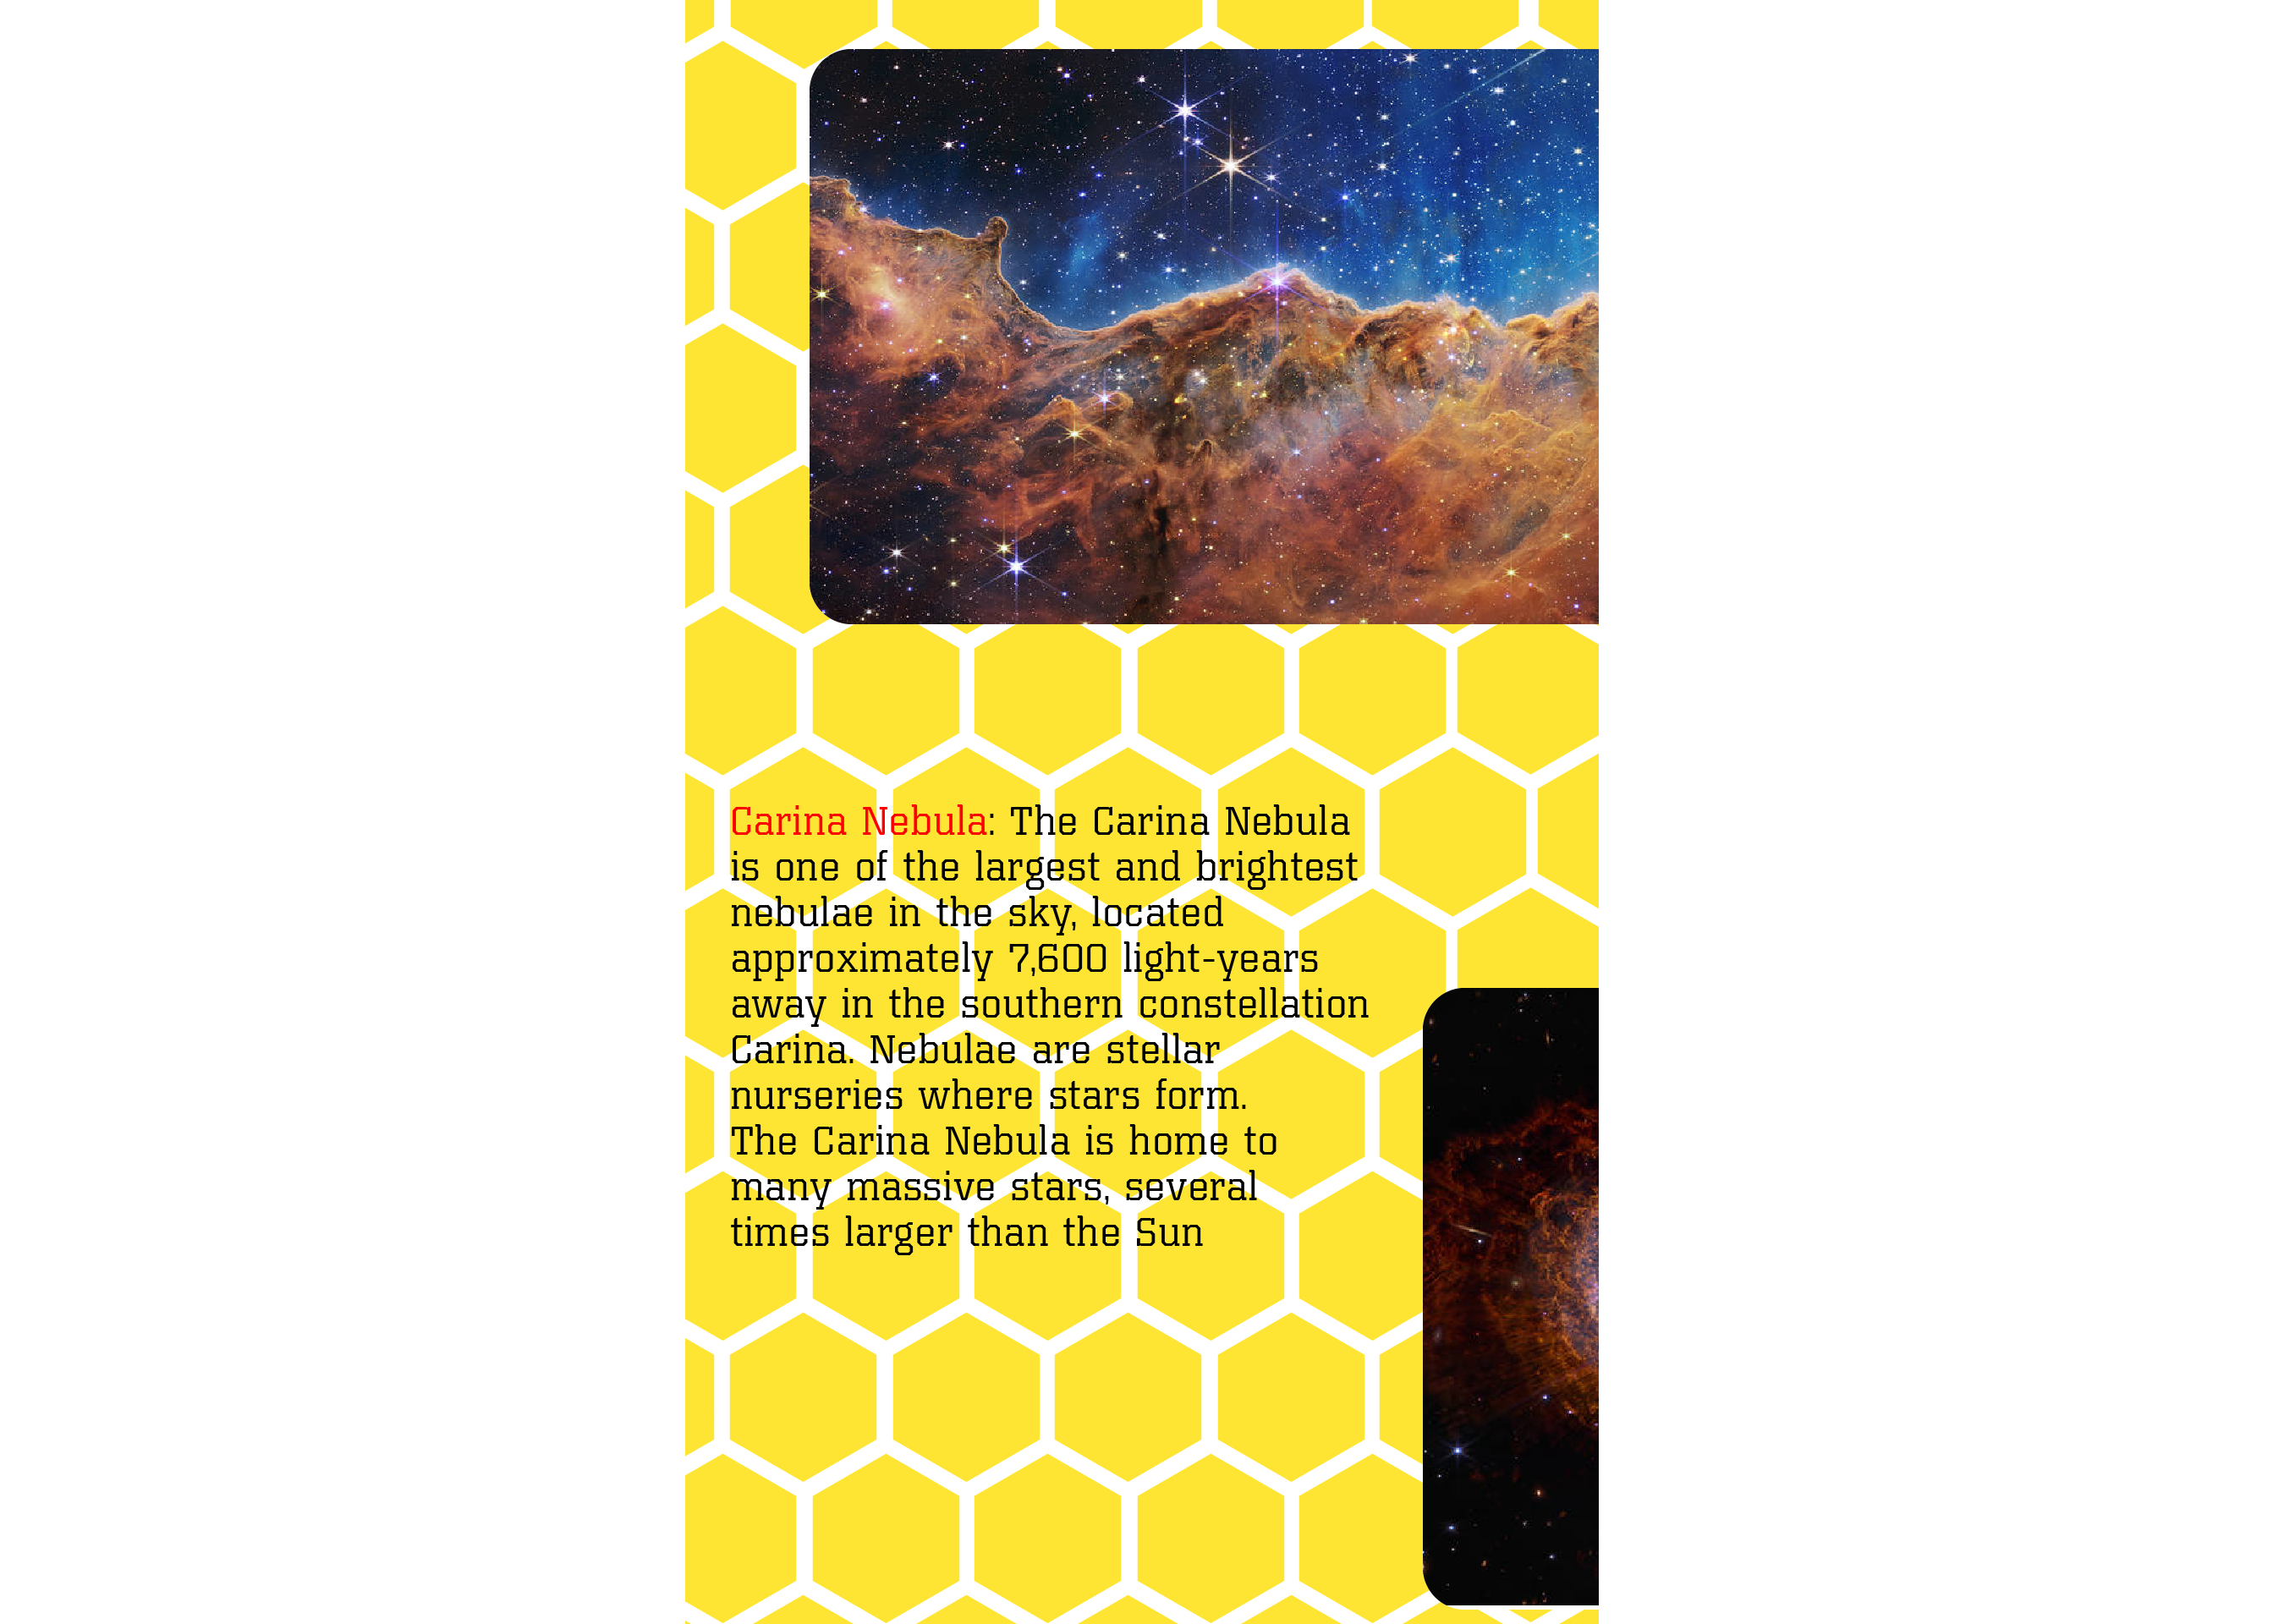 Carina Nebula: The Carina Nebula
is one of the largest and brightest
nebulae in the sky, located
approximately 7,600 light-years
away in the southern constellation
Carina. Nebulae are stellar
nurseries where stars form.
The Carina Nebula is home to
many massive stars, several
times larger than the Sun